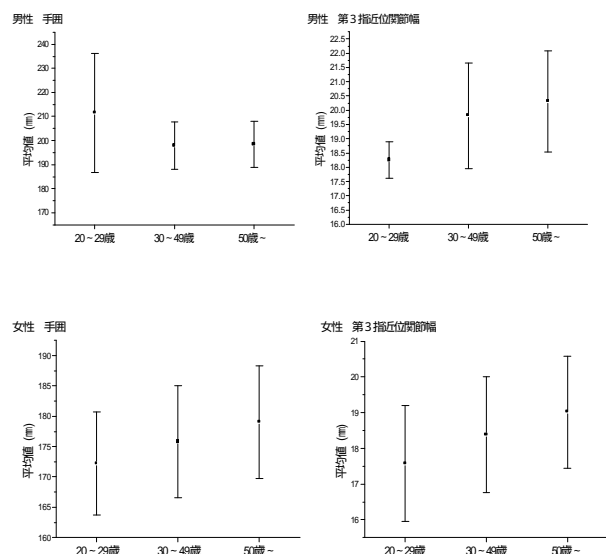 男性 手囲
平均値 (㎜)
240
230
220
210
200
190
180
170
20~29歳 30~49歳 50歳~
男性 第3指近位関節幅
平均値 (㎜)
22.5
22.0
21.5
21.0
20.5
20.0
19.5
19.0
18.5
18.0
17.5
17.0
16.5
16.0
20~29歳 30~49歳 50歳~
女性 手囲
平均値 (㎜)
190
185
180
175
170
165
160
20~29歳 30~49歳 50歳~
女性 第3指近位関節幅
平均値 (㎜)
21
20
19
18
17
16
20~29歳 30~49歳 50歳~